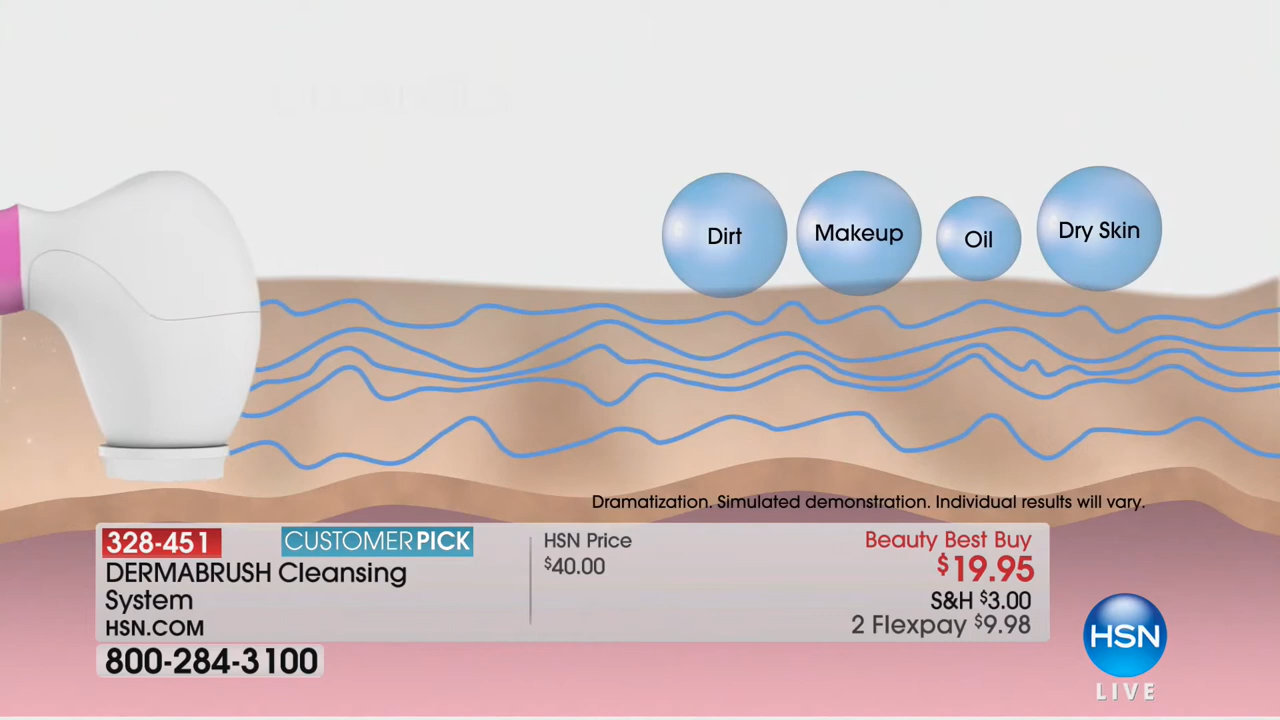 Dirt
Makeup
Oil
Dry Skin
Dramatization. Simulated demonstration. Individual results will vary.
328-451
CUSTOMERPICK
DERMABRUSH Cleansing
System
HSN.COM
800-284-3100
HSN Price
$40.00
Beauty Best Buy
$19.95
S&H $3.00
2 Flexpay $9.98
HSN
LIVE